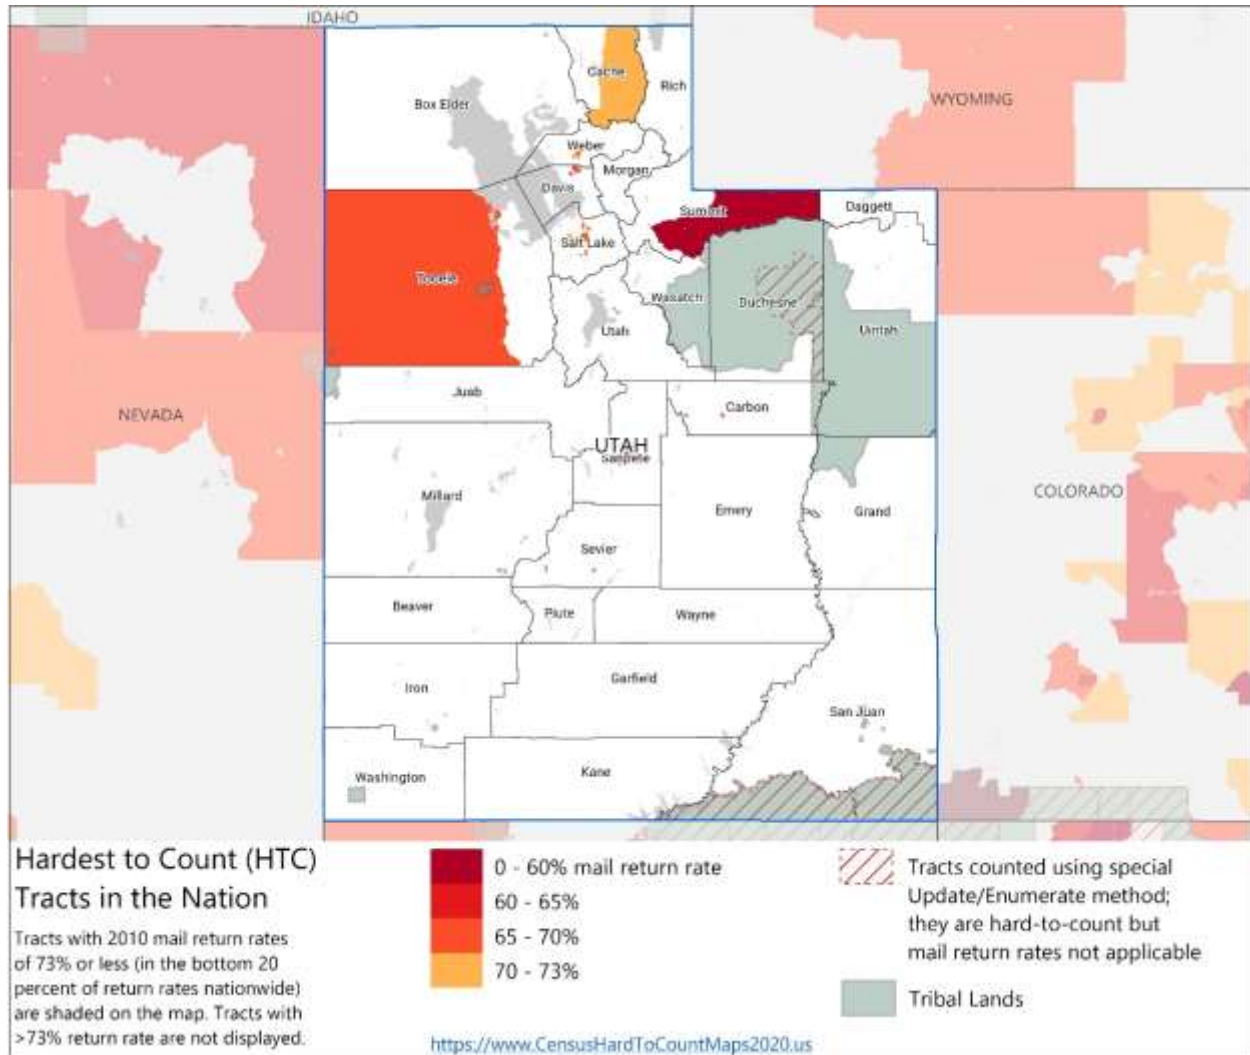 IDAHO
Cache
Rich
Box Elder
WYOMING
Weber
Morgan
Davis
Summit
Daggett
Salt Lake
Tooele
Wasatch
Duchesne
Utah
Uintah
Juab
Carbon
NEVADA
UTAH
Sanpete
Millard
COLORADO
Emery
Grand
Sevier
Beaver
Piute
Wayne
Iron
Garfield
San Juan
Washington
Kane
Hardest to Count (HTC)
Tracts in the Nation
Tracts with 2010 mail return rates
of 73% or less (in the bottom 20
percent of return rates nationwide)
are shaded on the map. Tracts with
>73% return rate are not displayed.
0 - 60% mail return rate
60 - 65%
65 - 70%
70 - 73%
https://www.CensusHardToCountMaps2020.us
Tracts counted using special
Update/Enumerate method;
they are hard-to-count but
mail return rates not applicable
Tribal Lands